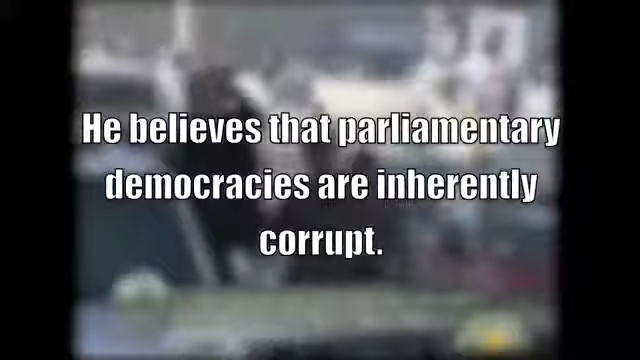 He believes that parliamentary
democracies are inherently
corrupt.